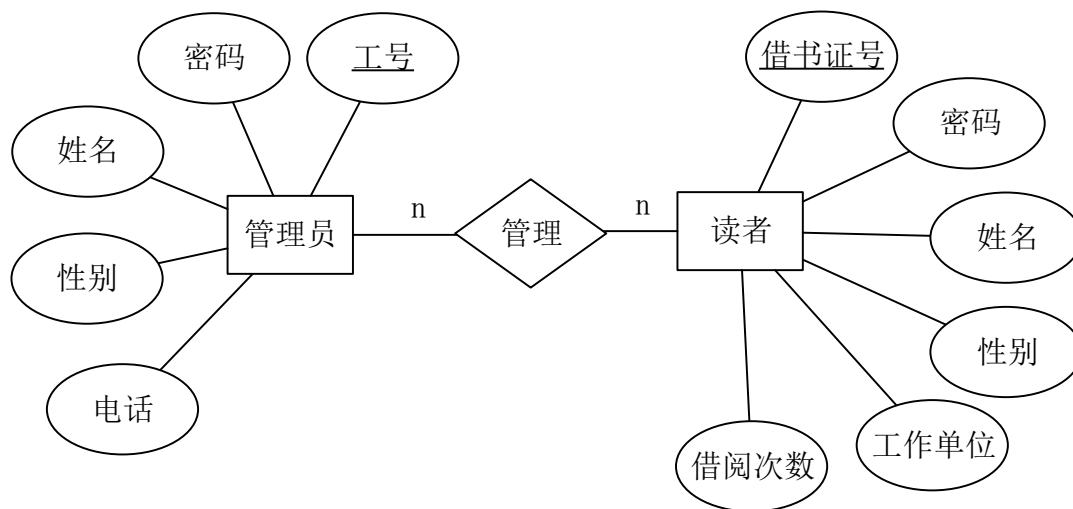 密码
工号
借书证号
密码
姓名
管理员
n
管理
n
读者
姓名
性别
性别
电话
借阅次数
工作单位